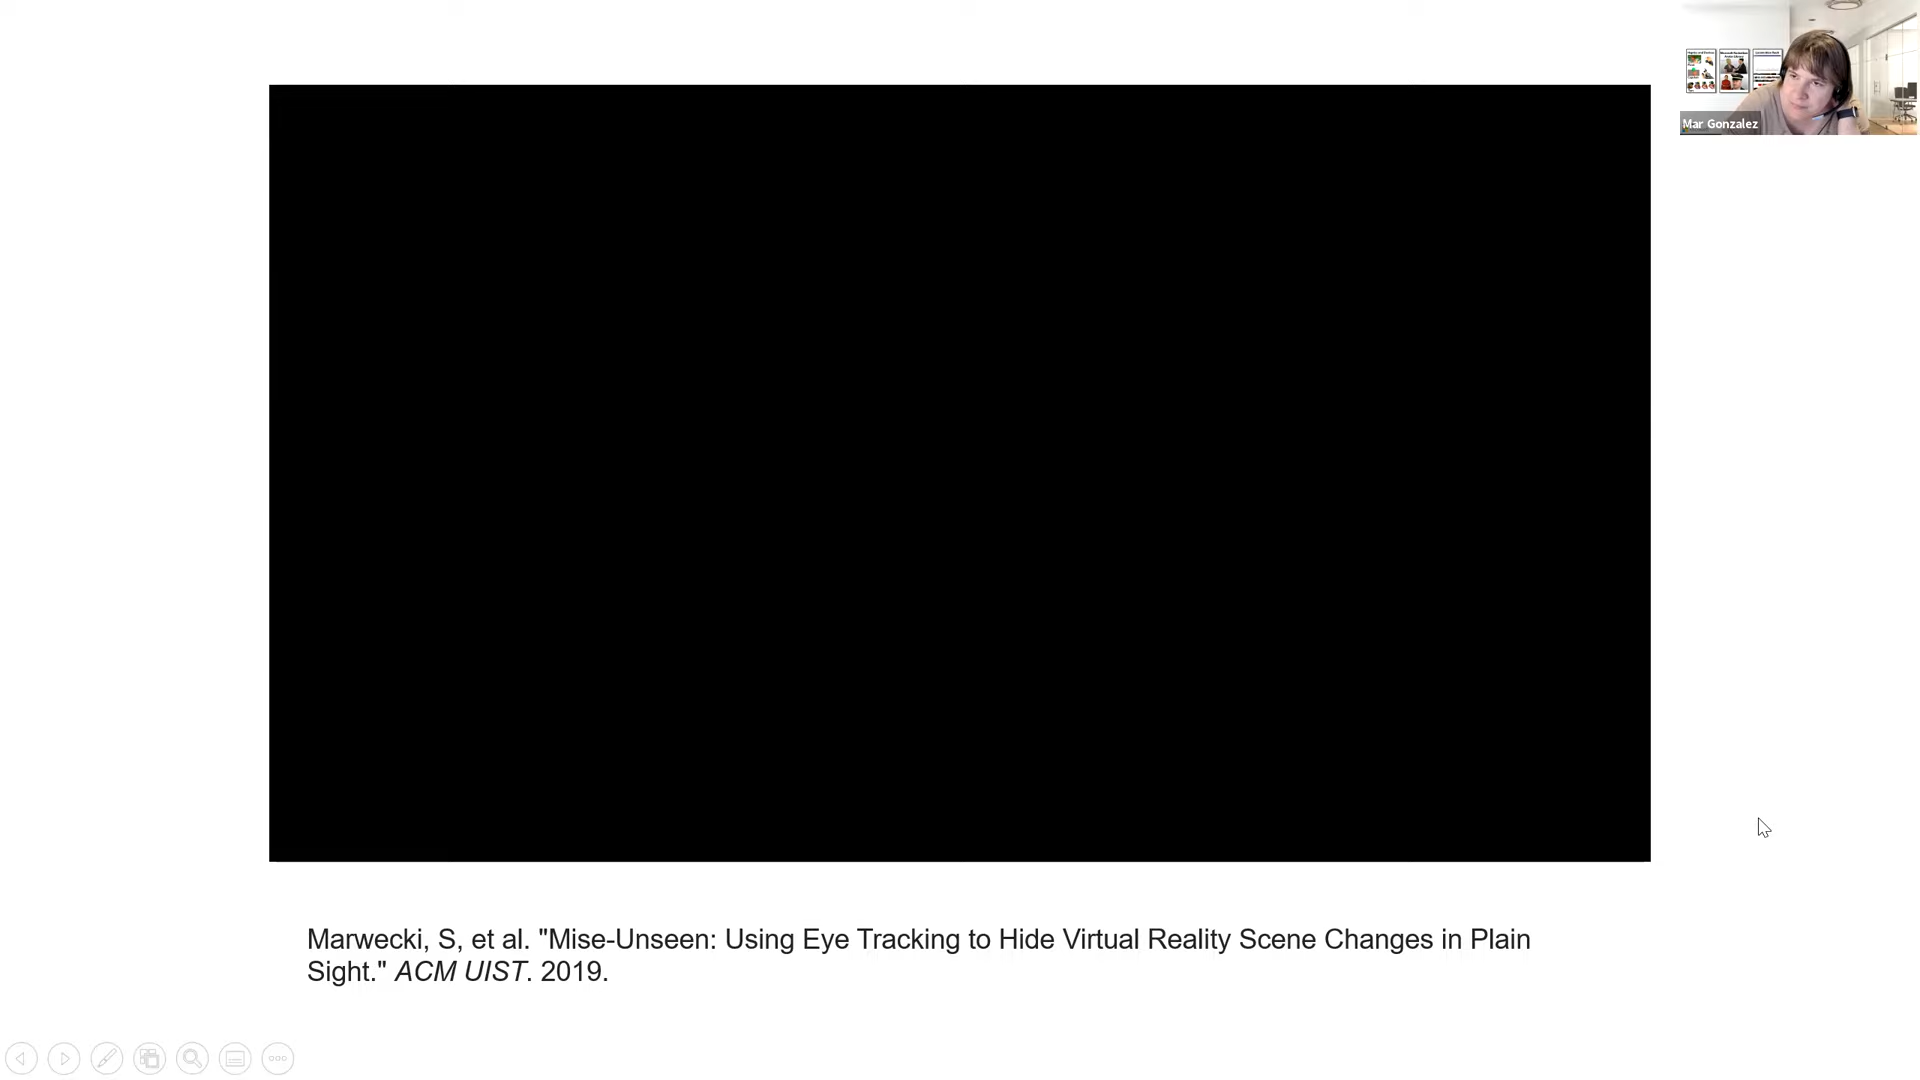 Mar Gonzalez
Marwecki, S, et al. "Mise-Unseen: Using Eye Tracking to Hide Virtual Reality Scene Changes in Plain
Sight." ACM UIST. 2019.